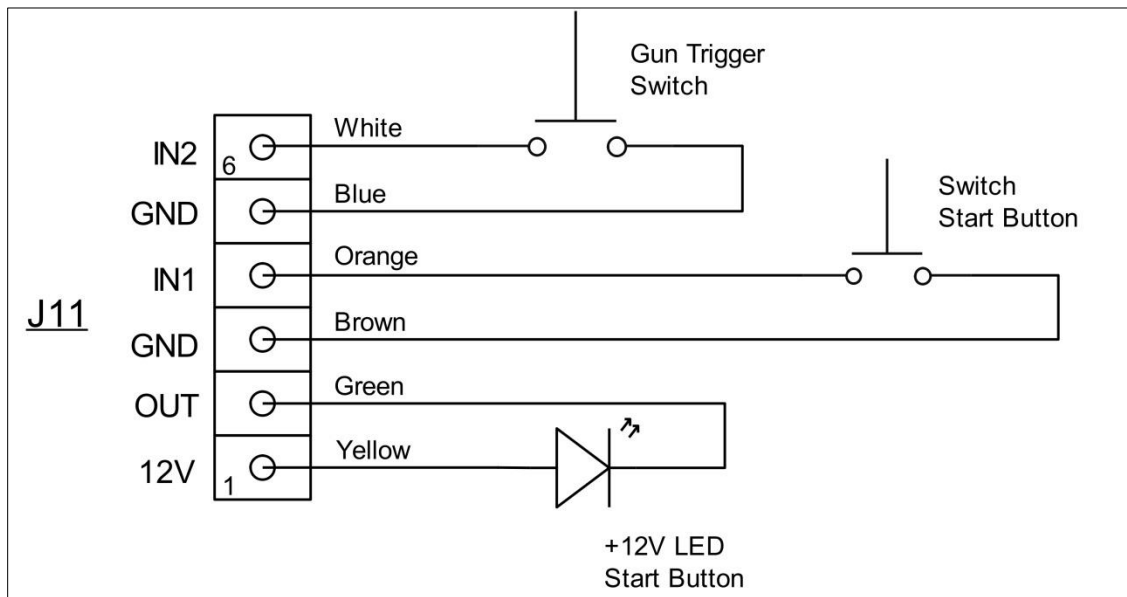 Gun Trigger
Switch
White
IN2
6
Blue
GND
Switch
Start Button
Orange
IN1
J11
Brown
GND
Green
OUT
Yellow
12V
1
+12V LED
Start Button